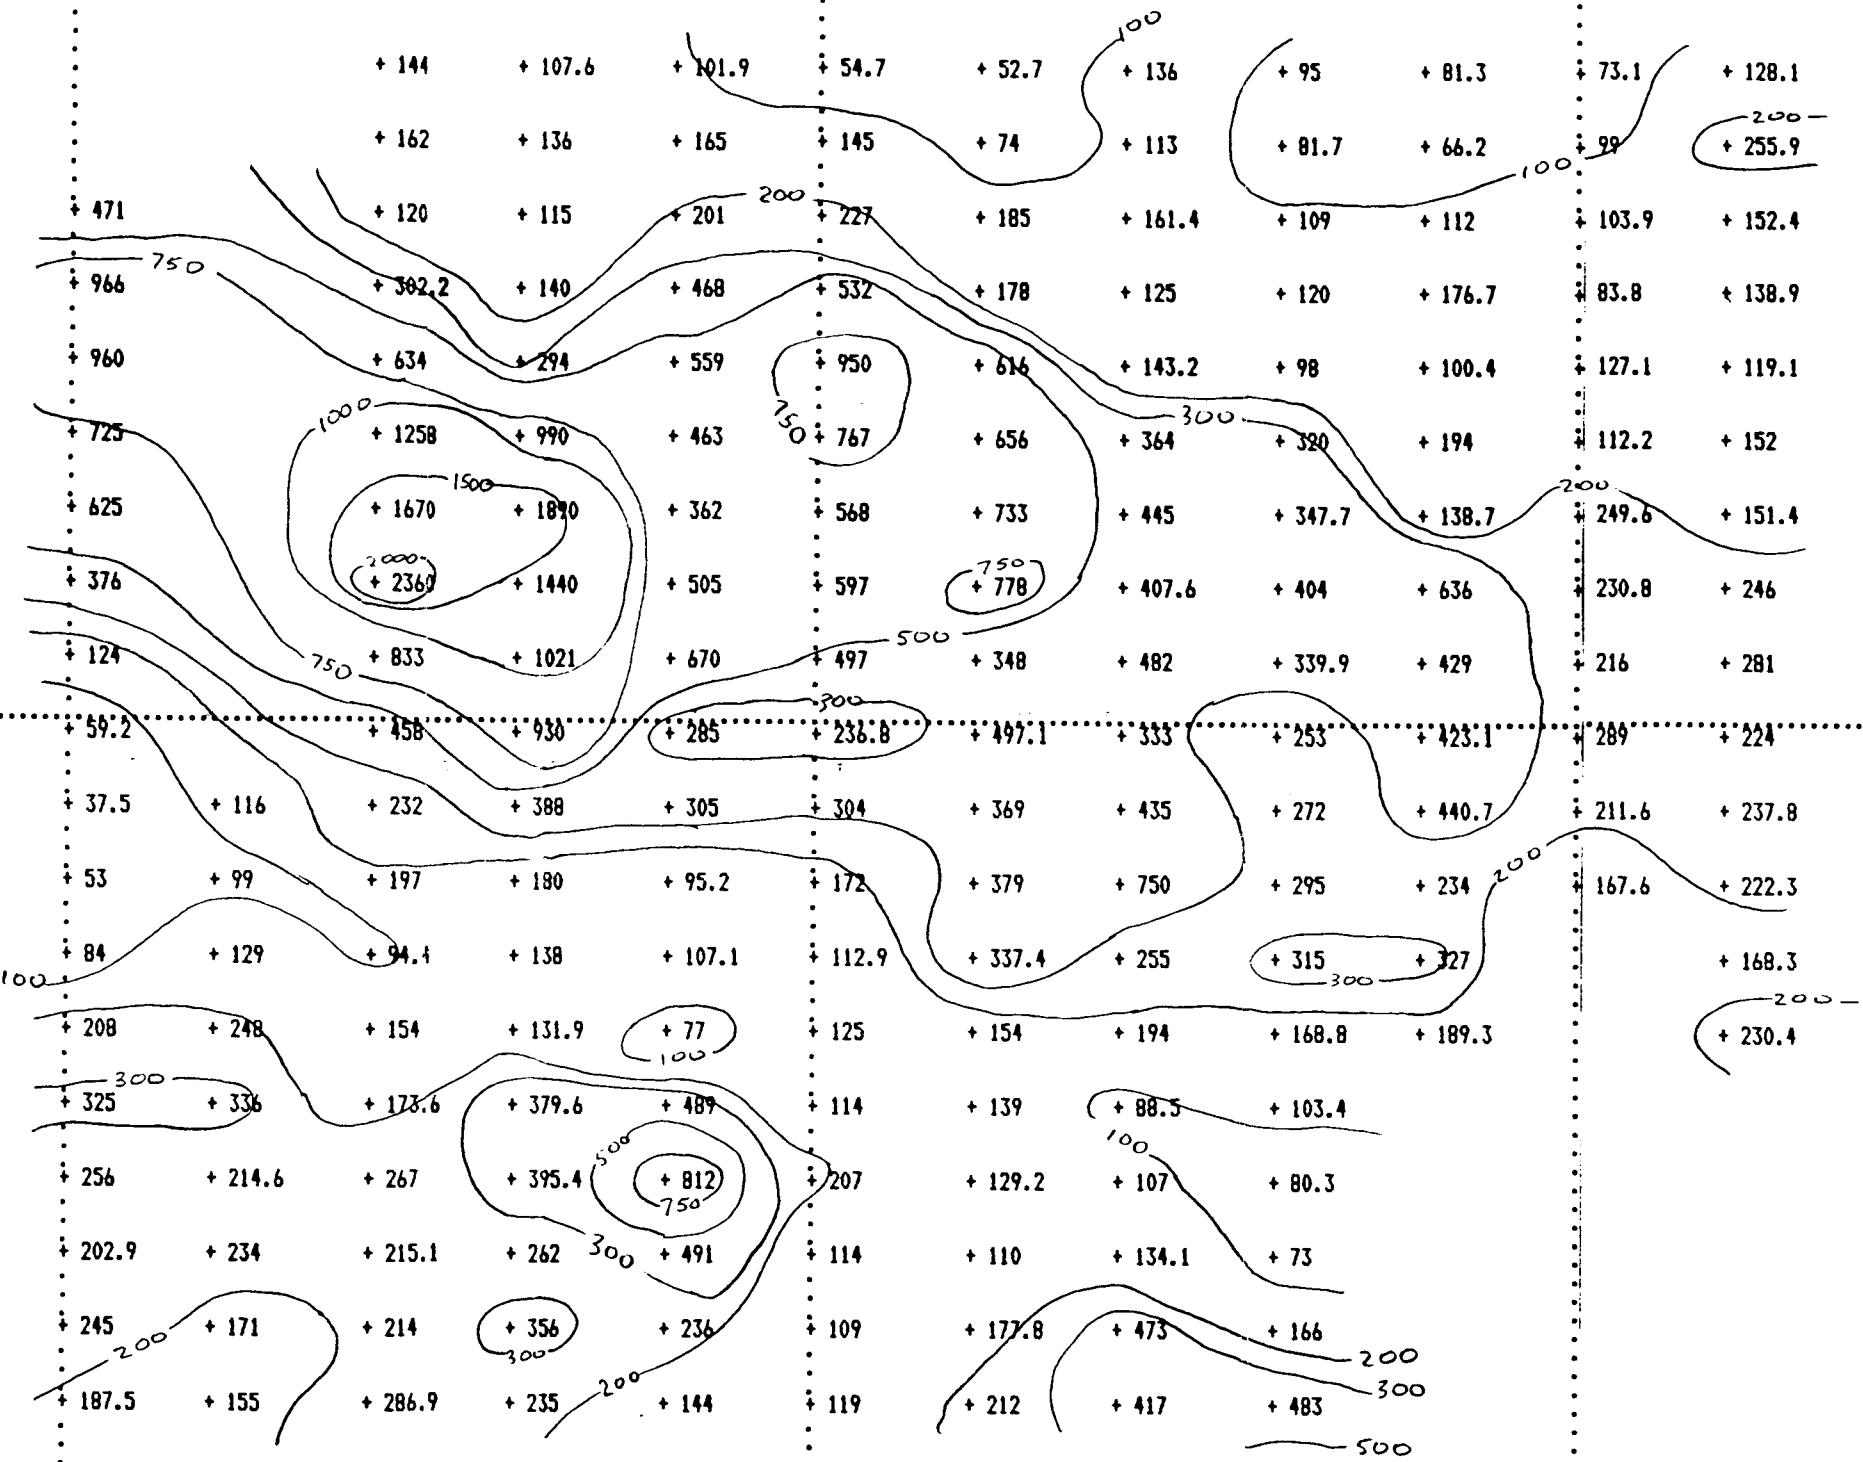 100
+ 144 + 107.6 + 101.9 + 54.7 + 52.7 + 136 + 95 + 81.3 + 73.1 + 128.1
200
+ 162 + 136 + 165 + 145 + 74 + 113 + 81.7 + 66.2 + 99 + 255.9
100
200
+ 471 + 120 + 115 + 201 + 227 + 185 + 161.4 + 109 + 112 + 103.9 + 152.4
750
+ 966 + 302.2 + 140 + 468 + 532 + 178 + 125 + 120 + 176.7 + 83.8 + 138.9
+ 960 + 634 + 294 + 559 + 950 + 616 + 143.2 + 98 + 100.4 + 127.1 + 119.1
1000 750 300
+ 725 + 1258 + 990 + 463 + 767 + 656 + 364 + 320 + 194 + 112.2 + 152
1500 200
+ 625 + 1670 + 1890 + 362 + 568 + 733 + 445 + 347.7 + 138.7 + 249.6 + 151.4
2000 750
+ 376 + 2360 + 1440 + 505 + 597 + 778 + 407.6 + 404 + 636 + 230.8 + 246
500
+ 124 + 833 + 1021 + 670 + 497 + 348 + 482 + 339.9 + 429 + 216 + 281
750
300
+ 59.2 + 458 + 930 + 285 + 236.8 + 497.1 + 333 + 253 + 423.1 + 289 + 224
+ 37.5 + 116 + 232 + 388 + 305 + 304 + 369 + 435 + 272 + 440.7 + 211.6 + 237.8
200
+ 53 + 99 + 197 + 180 + 95.2 + 172 + 379 + 750 + 295 + 234 + 167.6 + 222.3
+ 84 + 129 + 94.1 + 138 + 107.1 + 112.9 + 337.4 + 255 + 315 + 327 + 168.3
100 300
200
+ 208 + 248 + 154 + 131.9 + 77 + 125 + 154 + 194 + 168.8 + 189.3 + 230.4
100
300
+ 325 + 336 + 173.6 + 379.6 + 489 + 114 + 139 + 88.5 + 103.4
500 100
+ 256 + 214.6 + 267 + 395.4 + 812 + 207 + 129.2 + 107 + 80.3
750
+ 202.9 + 234 + 215.1 + 262 + 491 + 114 + 110 + 134.1 + 73
300
+ 245 + 171 + 214 + 356 + 236 + 109 + 177.8 + 473 + 166
200 300 200
200 300
+ 187.5 + 155 + 286.9 + 235 + 144 + 119 + 212 + 417 + 483
500